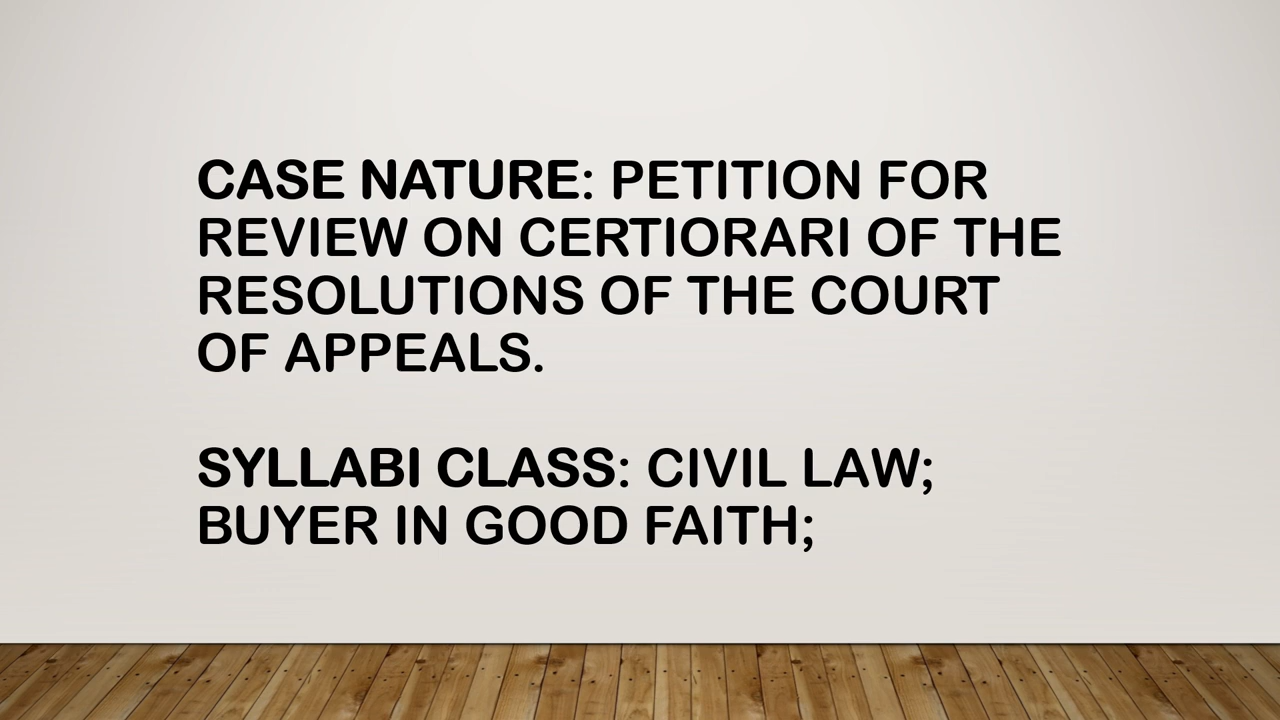 CASE NATURE: PETITION FOR
REVIEW ON CERTIORARI OF THE
RESOLUTIONS OF THE COURT
OF APPEALS.
SYLLABI CLASS: CIVIL LAW;
BUYER IN GOOD FAITH;